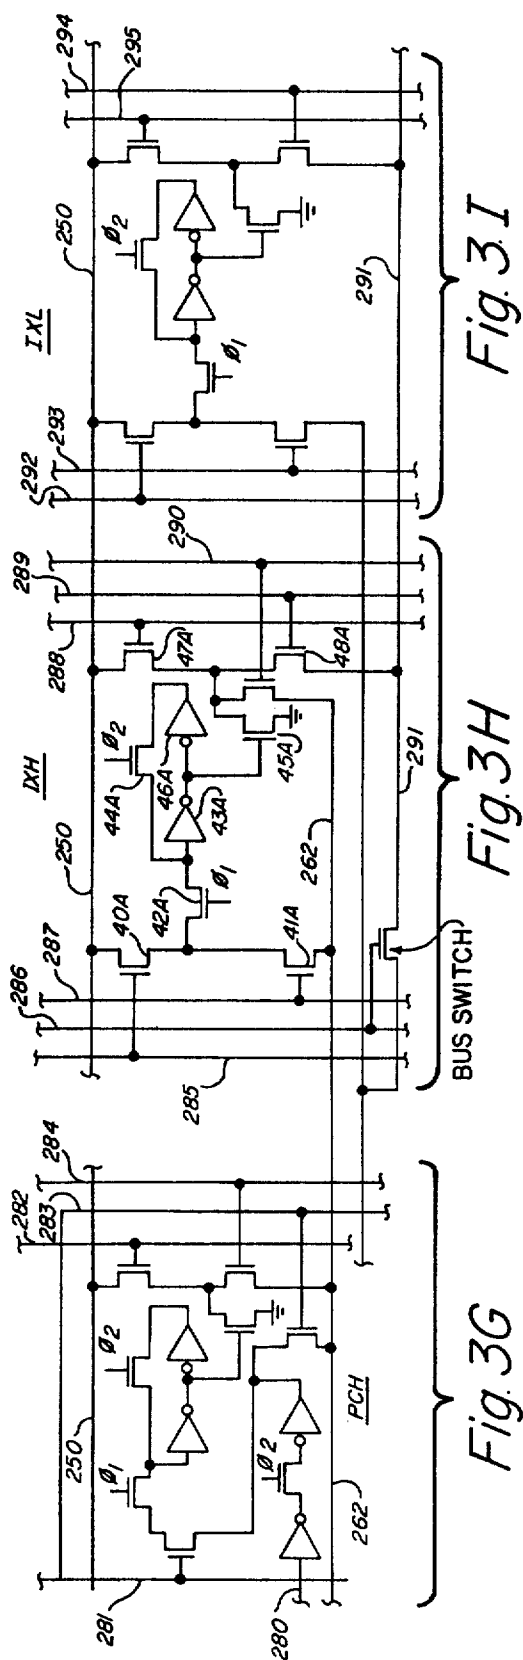 281
250
282
283
284
Ø1
Ø2
280
Ø2
262
PCH
Fig. 3G
IXH
286
287
250
288
289
290
285
40A
44A
Ø2
47A
42A
46A
43A
Ø1
41A
45A
48A
262
291
BUS SWITCH
Fig. 3H
IXL
292
293
250
295
294
Ø2
Ø1
291
Fig. 3.I